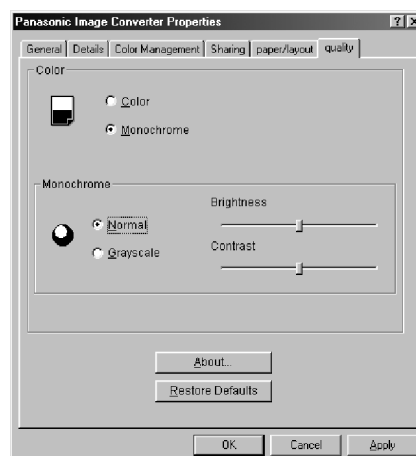 Panasonic Image Converter Properties
General Details Color Management Sharing paper/layout quality
Color
Color
Monochrome
Monochrome
Normal
Grayscale
Brightness
Contrast
About...
Restore Defaults
OK Cancel Apply